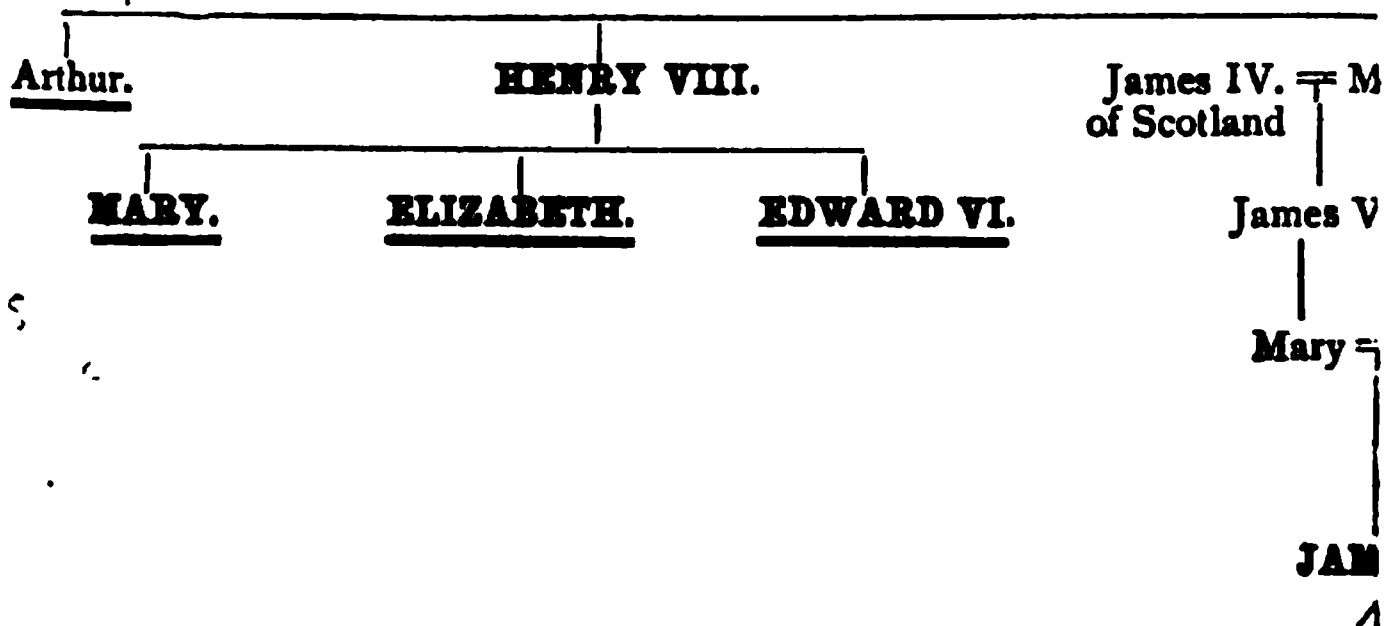 Arthur. HENRY VIII. James IV. = M
of Scotland
MARY. ELIZABETH. EDWARD VI. James V
Mary =
JAM